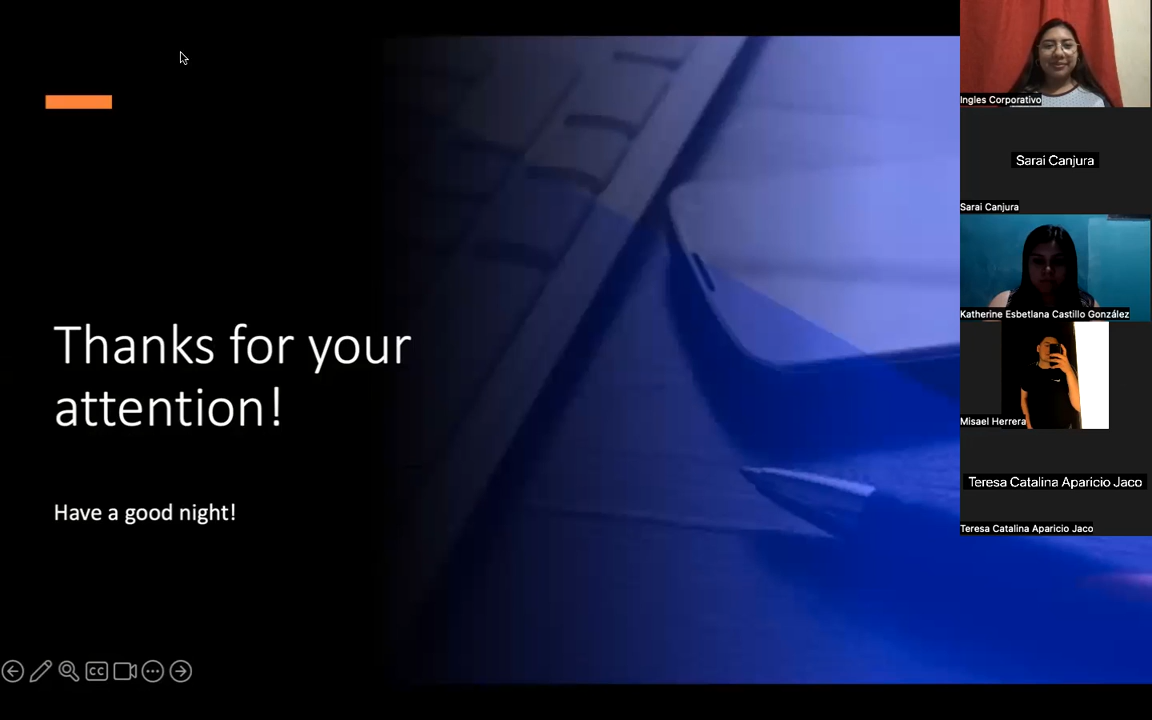 Thanks for your
attention!
Have a good night!
CC
Ingles Corporativo
Sarai Canjura
Sarai Canjura
Katherine Esbetlana Castillo González
Misael Herrera
Teresa Catalina Aparicio Jaco
Teresa Catalina Aparicio Jaco